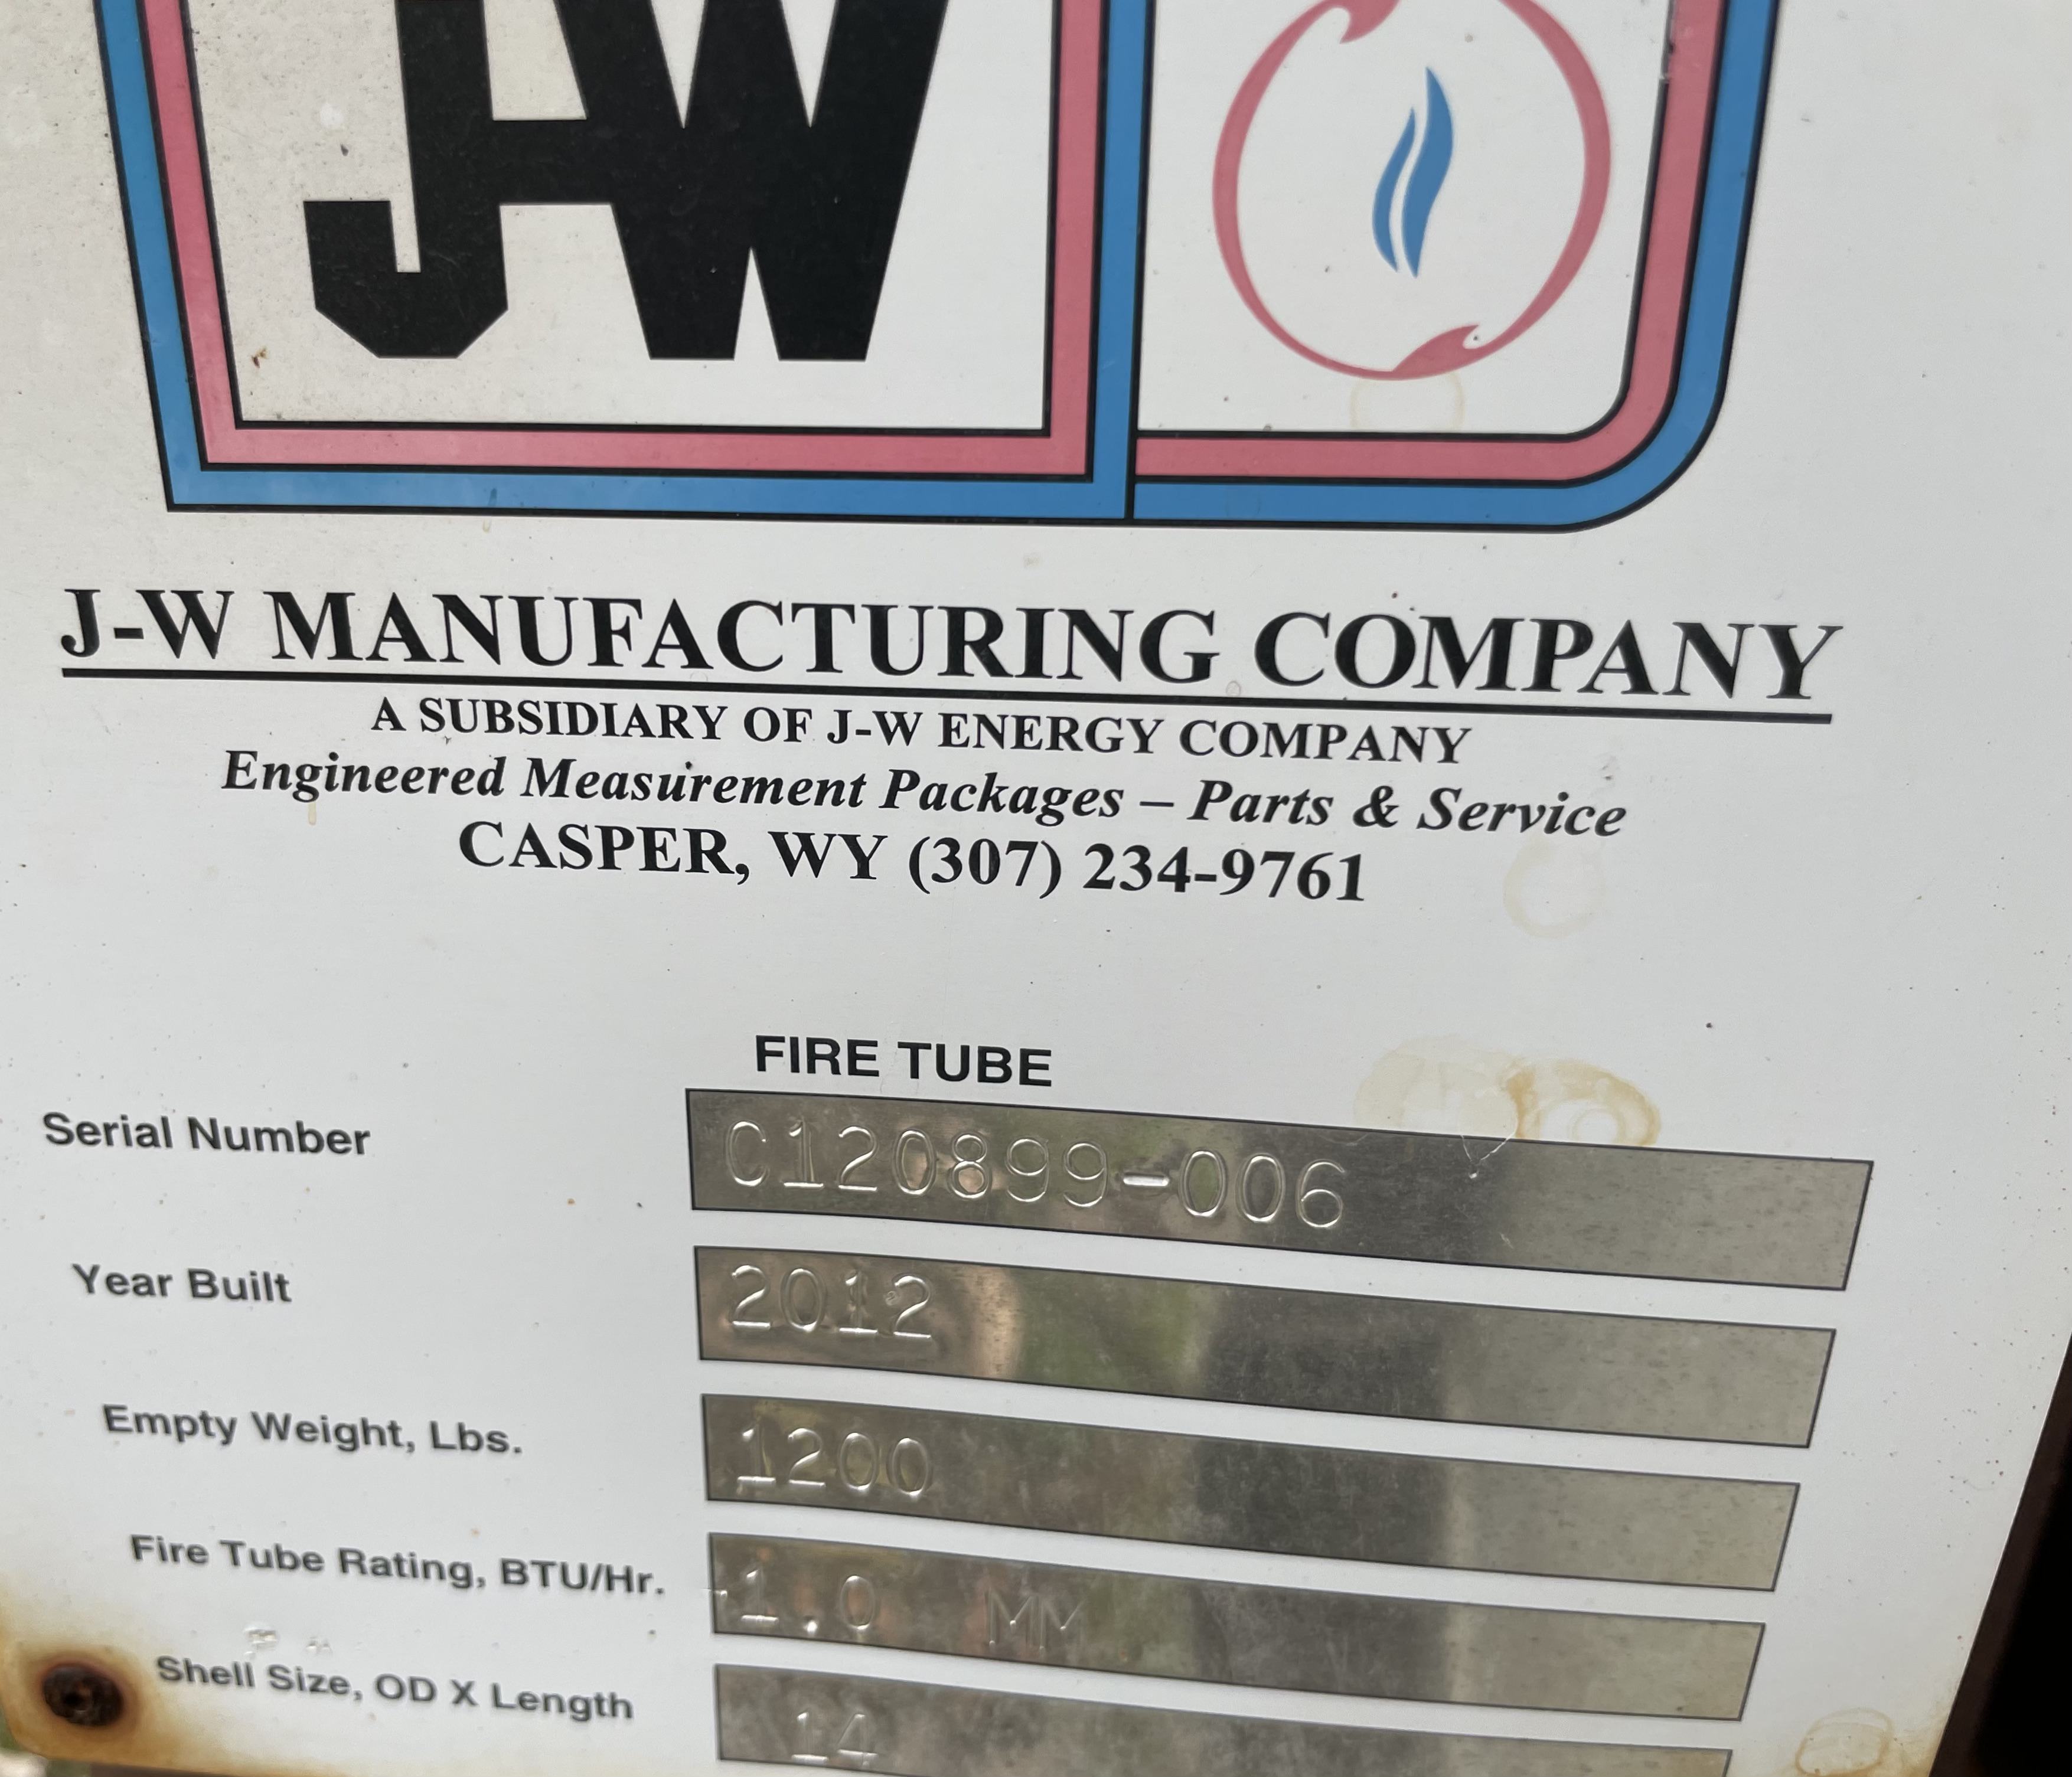 J-W
J-W MANUFACTURING COMPANY
A SUBSIDIARY OF J-W ENERGY COMPANY
Engineered Measurement Packages – Parts & Service
CASPER, WY (307) 234-9761
FIRE TUBE
Serial Number C120899-006
Year Built 2012
Empty Weight, Lbs. 1200
Fire Tube Rating, BTU/Hr. 1.0 MM
Shell Size, OD X Length 14